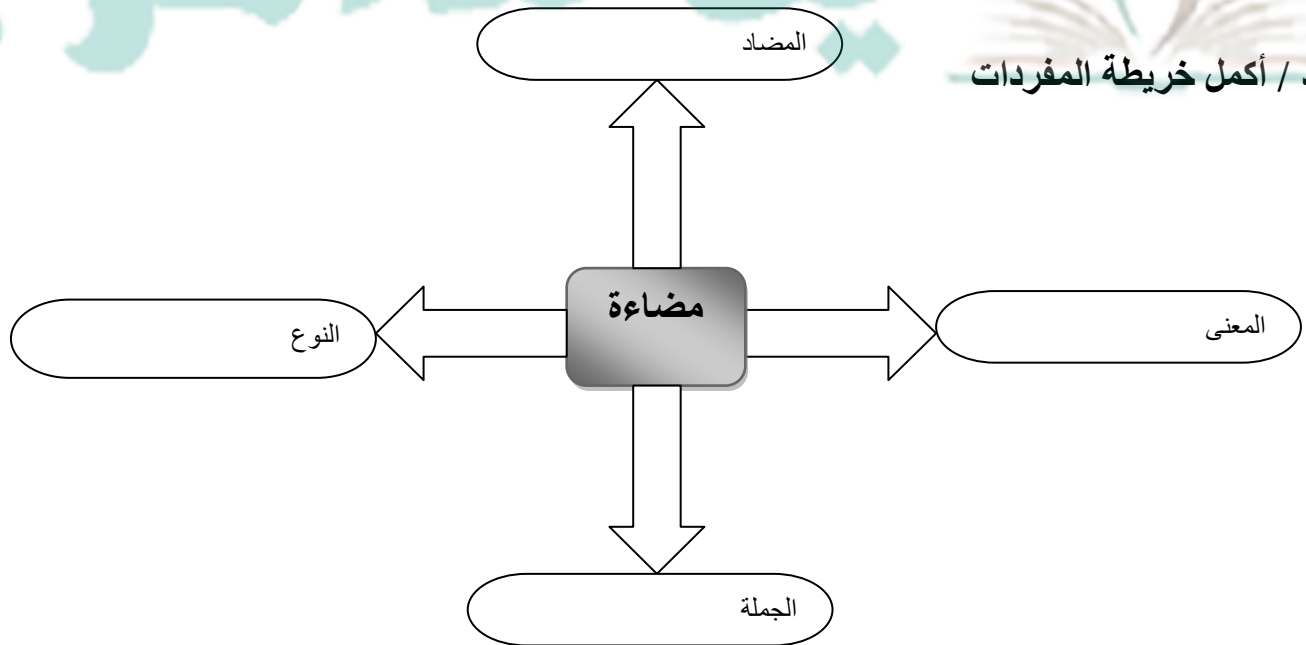 المضاد
/ أكمل خريطة المفردات
مضاءة
المعنى
النوع
الجملة